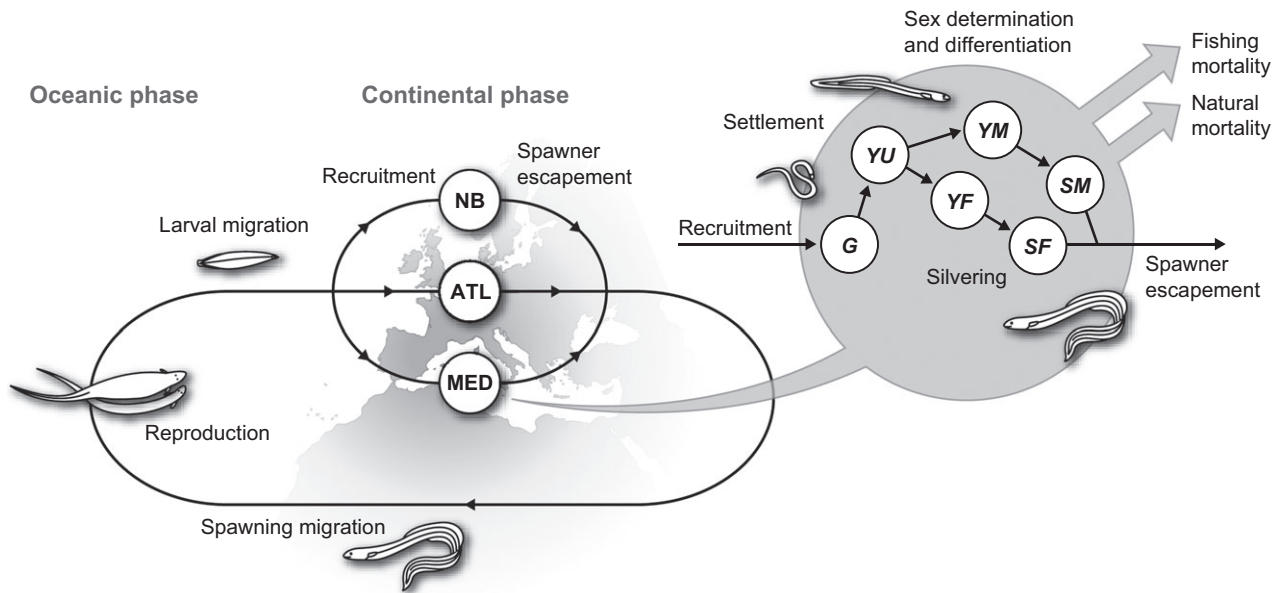 Oceanic phase
Continental phase
Recruitment
Spawner
escapement
NB
Larval migration
ATL
MED
Reproduction
Spawning migration
Sex determination
and differentiation
Fishing
mortality
Natural
mortality
Settlement
YU
YM
YF
SM
Recruitment
G
SF
Silvering
Spawner
escapement